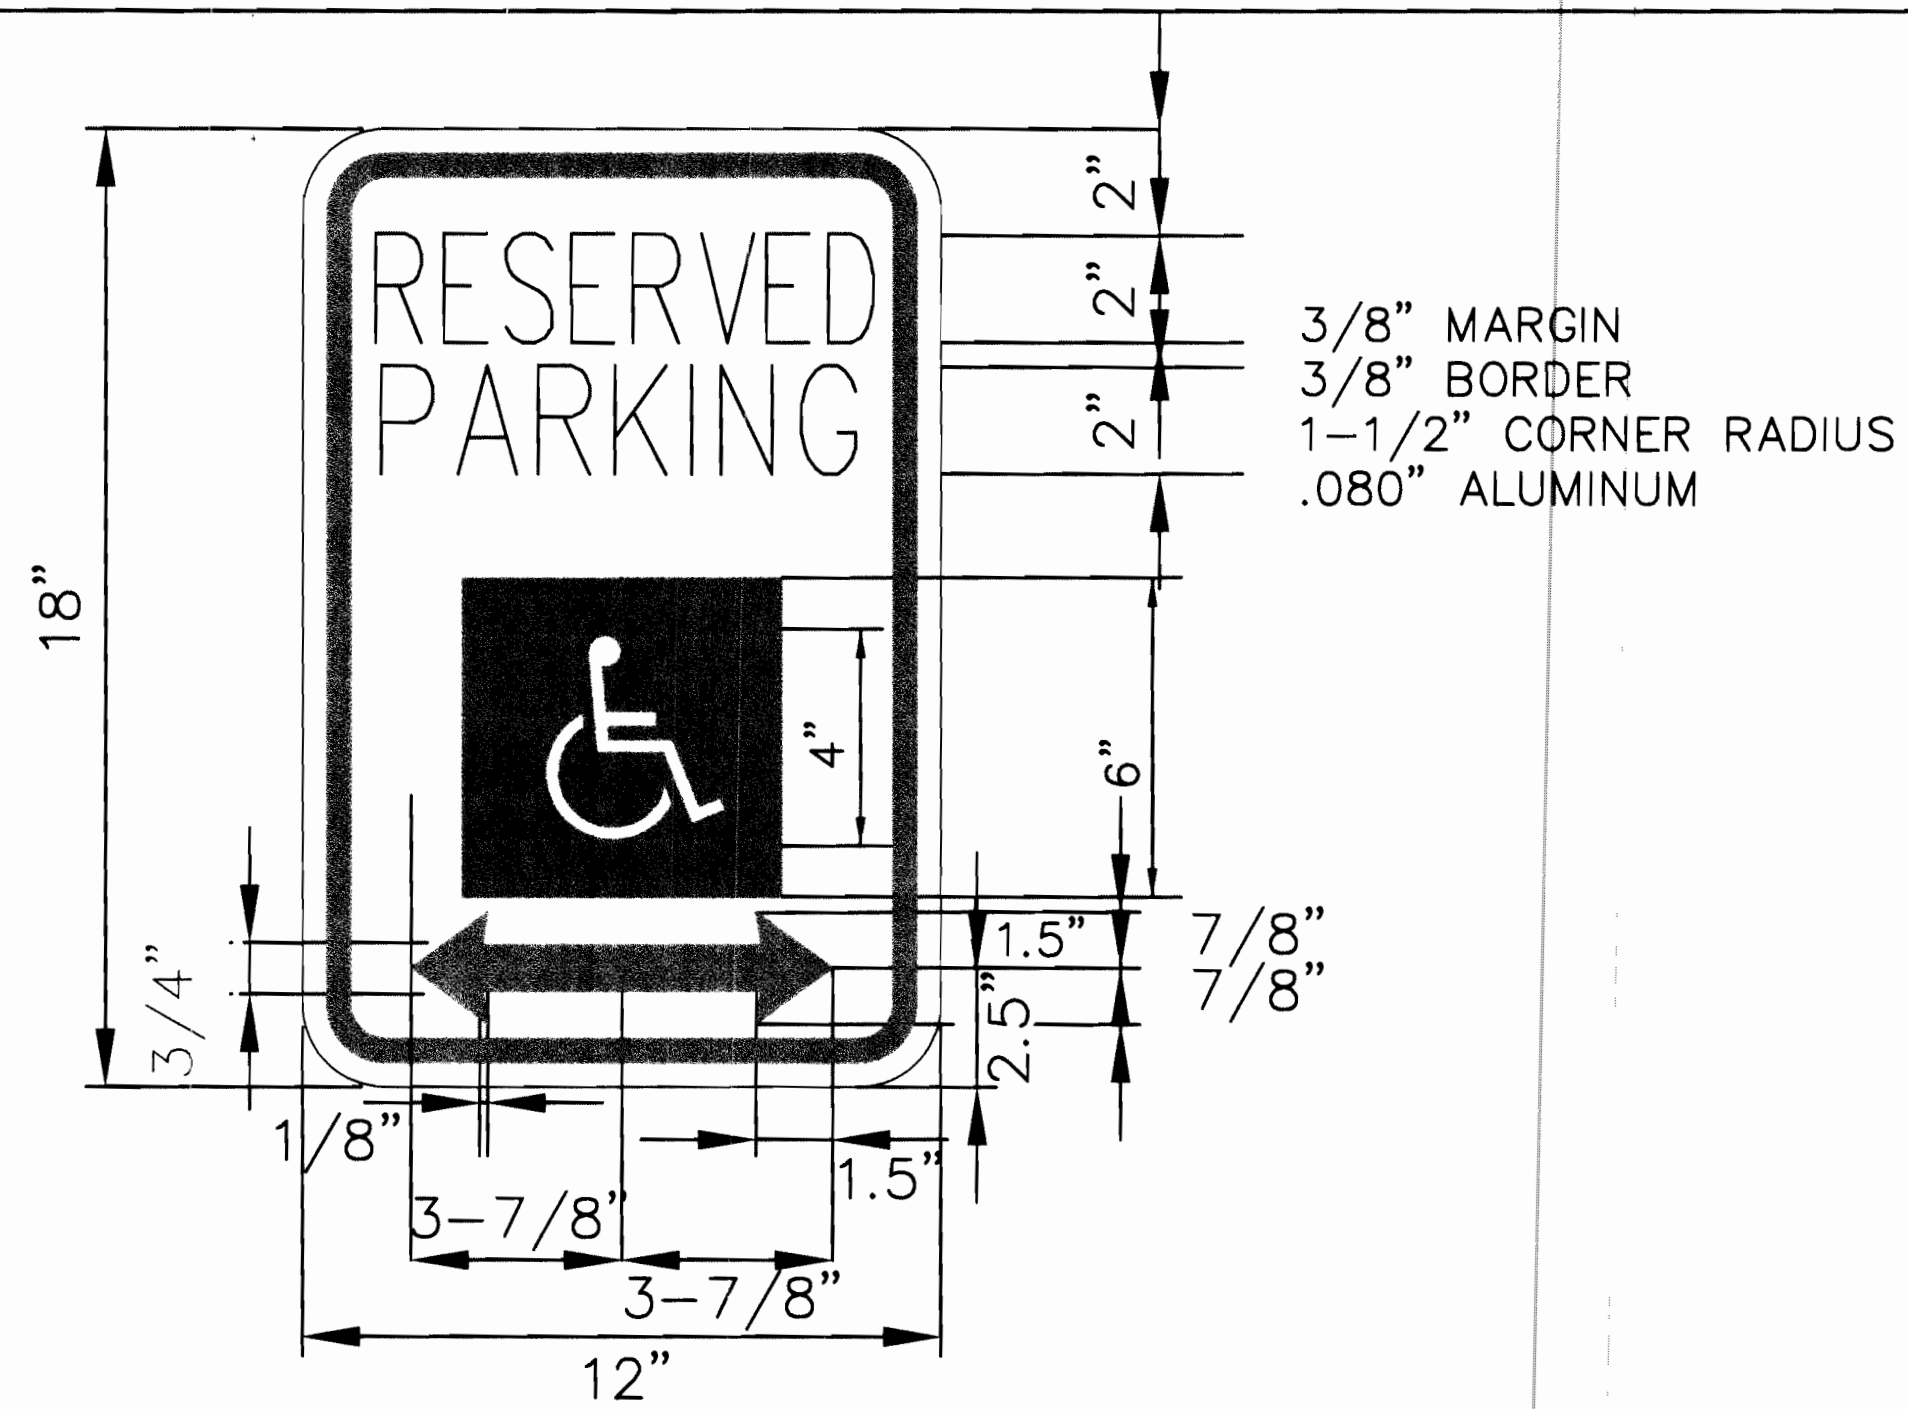 2”
RESERVED
2”
3/8” MARGIN
3/8” BORDER
PARKING
2”
1-1/2” CORNER RADIUS
.080” ALUMINUM
18”
4”
6”
1.5”
7/8”
3/4”
2.5”
7/8”
1/8”
1.5”
3-7/8”
3-7/8”
12”